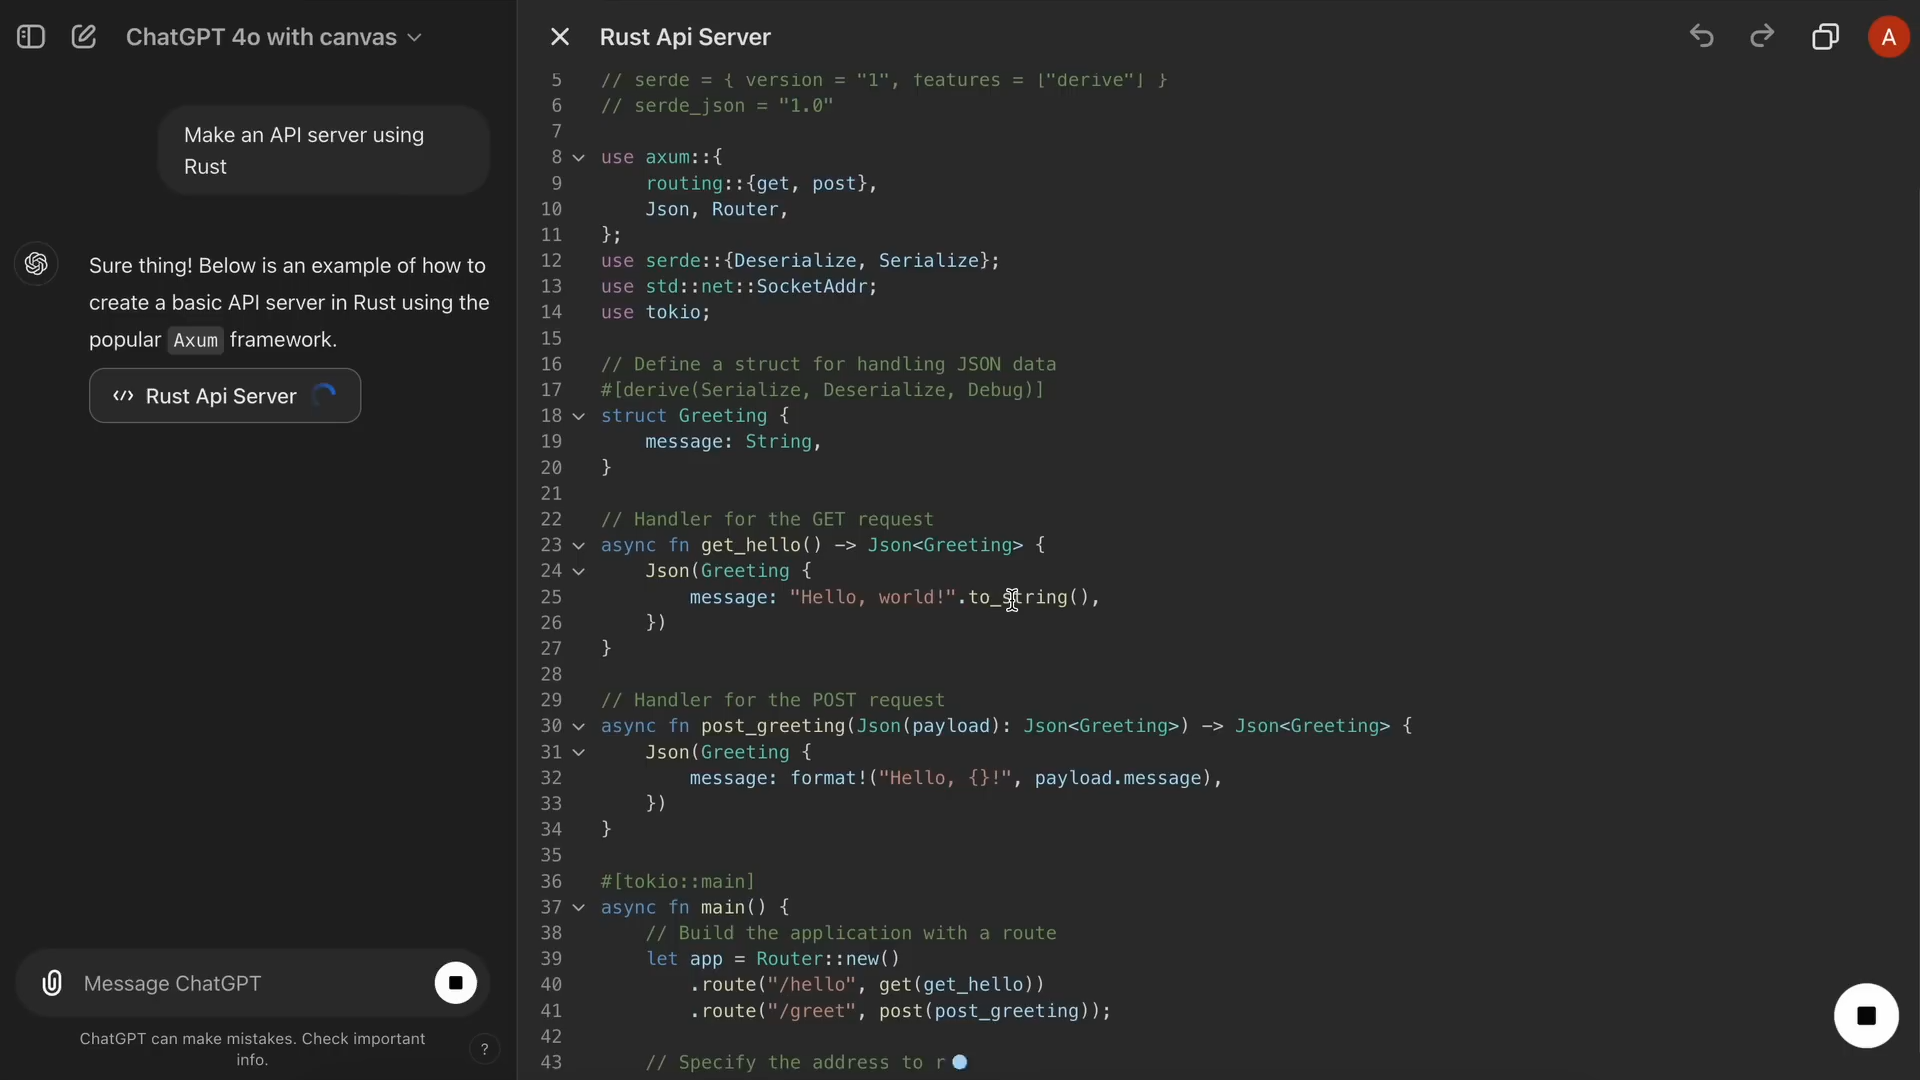 ChatGPT 4o with canvas
Make an API server using
Rust
Sure thing! Below is an example of how to
create a basic API server in Rust using the
popular Axum framework.
Rust Api Server
Message ChatGPT
ChatGPT can make mistakes. Check important
info.
?
Rust Api Server
A
5 // serde = { version = "1", features = ["derive"] }
6 // serde_json = "1.0"
7
8 use axum::{
9     routing::{get, post},
10     Json, Router,
11 };
12 use serde::{Deserialize, Serialize};
13 use std::net::SocketAddr;
14 use tokio;
15
16 // Define a struct for handling JSON data
17 #[derive(Serialize, Deserialize, Debug)]
18 struct Greeting {
19     message: String,
20 }
21
22 // Handler for the GET request
23 async fn get_hello() -> Json<Greeting> {
24     Json(Greeting {
25         message: "Hello, world!".to_string(),
26     })
27 }
28
29 // Handler for the POST request
30 async fn post_greeting(Json(payload): Json<Greeting>) -> Json<Greeting> {
31     Json(Greeting {
32         message: format!("Hello, {}!", payload.message),
33     })
34 }
35
36 #[tokio::main]
37 async fn main() {
38     // Build the application with a route
39     let app = Router::new()
40         .route("/hello", get(get_hello))
41         .route("/greet", post(post_greeting));
42
43     // Specify the address to r